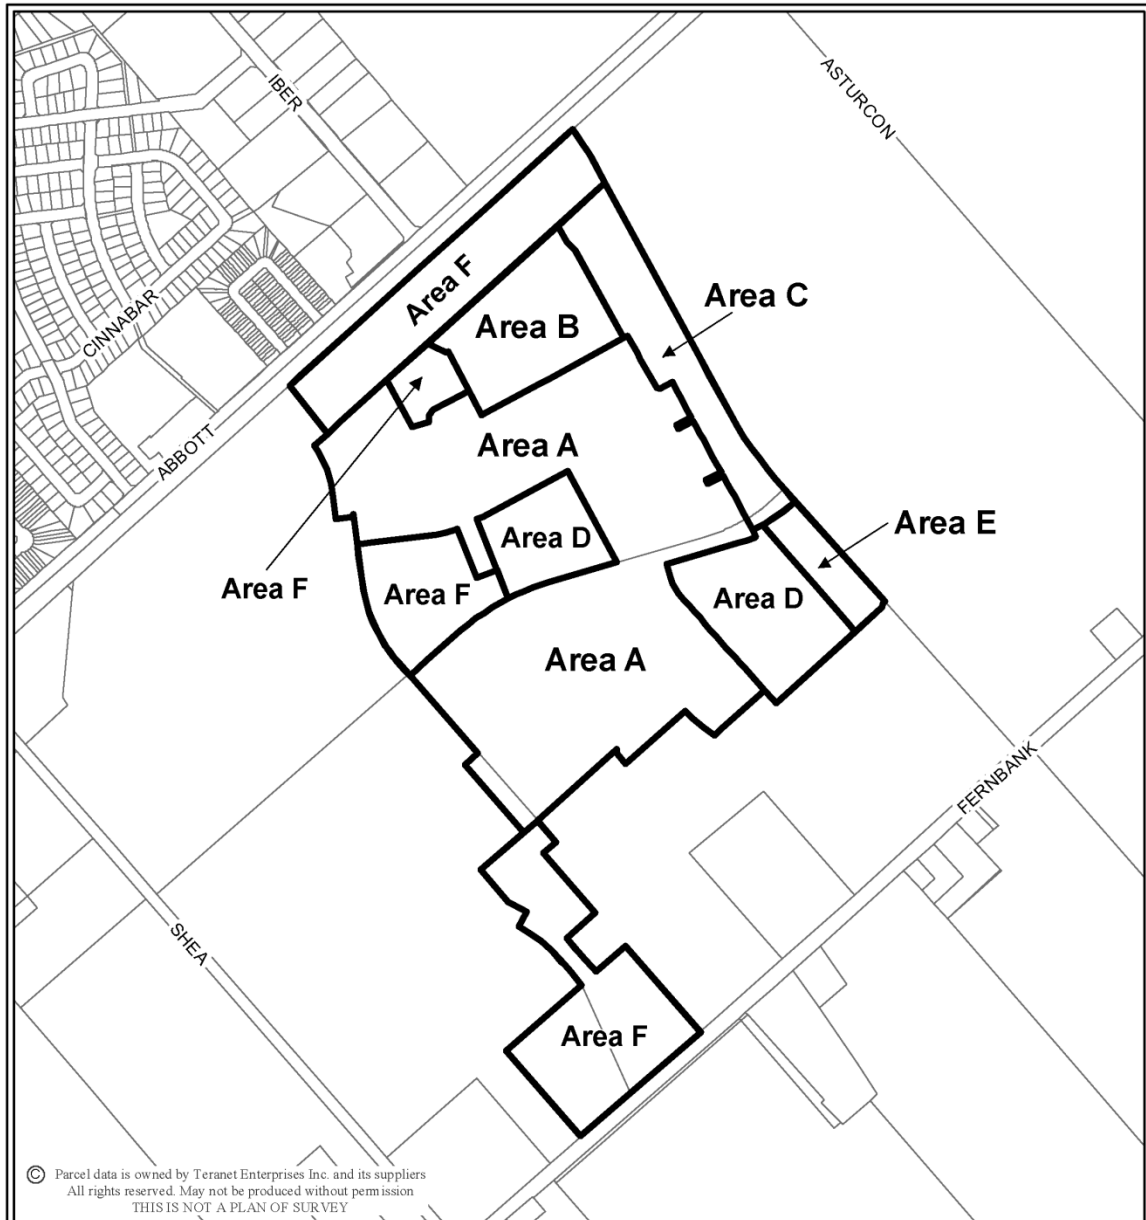 ASTURCON
IBER
Area F
Area C
CINNABAR
Area B
ABBOTT
Area A
Area E
Area D
Area F
Area F
Area D
Area A
FERNBANK
SHEA
Area F
© Parcel data is owned by Teranet Enterprises Inc. and its suppliers
All rights reserved. May not be produced without permission
THIS IS NOT A PLAN OF SURVEY